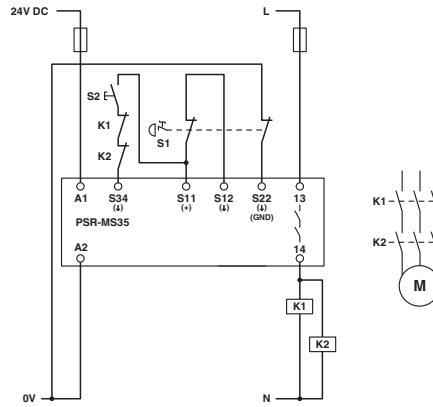 24V DC
L
S2
K1
S1
K2
A1
S34
(↓)
S11
(+)
S12
(↓)
S22
(↓)
(GND)
13
PSR-MS35
A2
14
K1
K2
0V
N
K1
K2
M